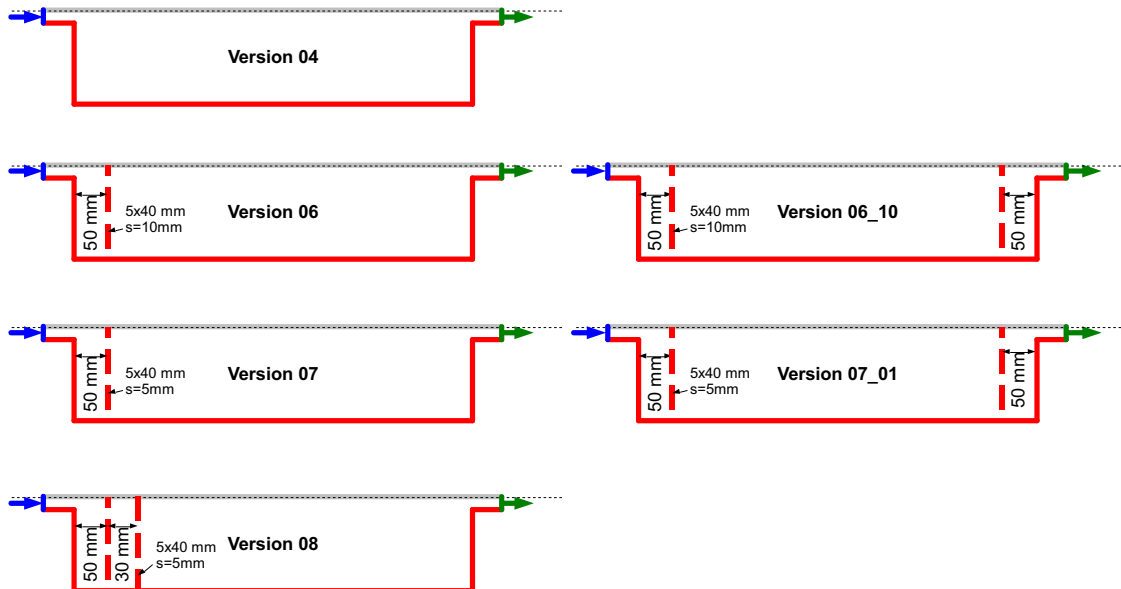 Version 04
50 mm
5x40 mm
s=10mm
Version 06
50 mm
5x40 mm
s=10mm
Version 06_10
50 mm
50 mm
5x40 mm
s=5mm
Version 07
50 mm
5x40 mm
s=5mm
Version 07_01
50 mm
50 mm
30 mm
5x40 mm
s=5mm
Version 08